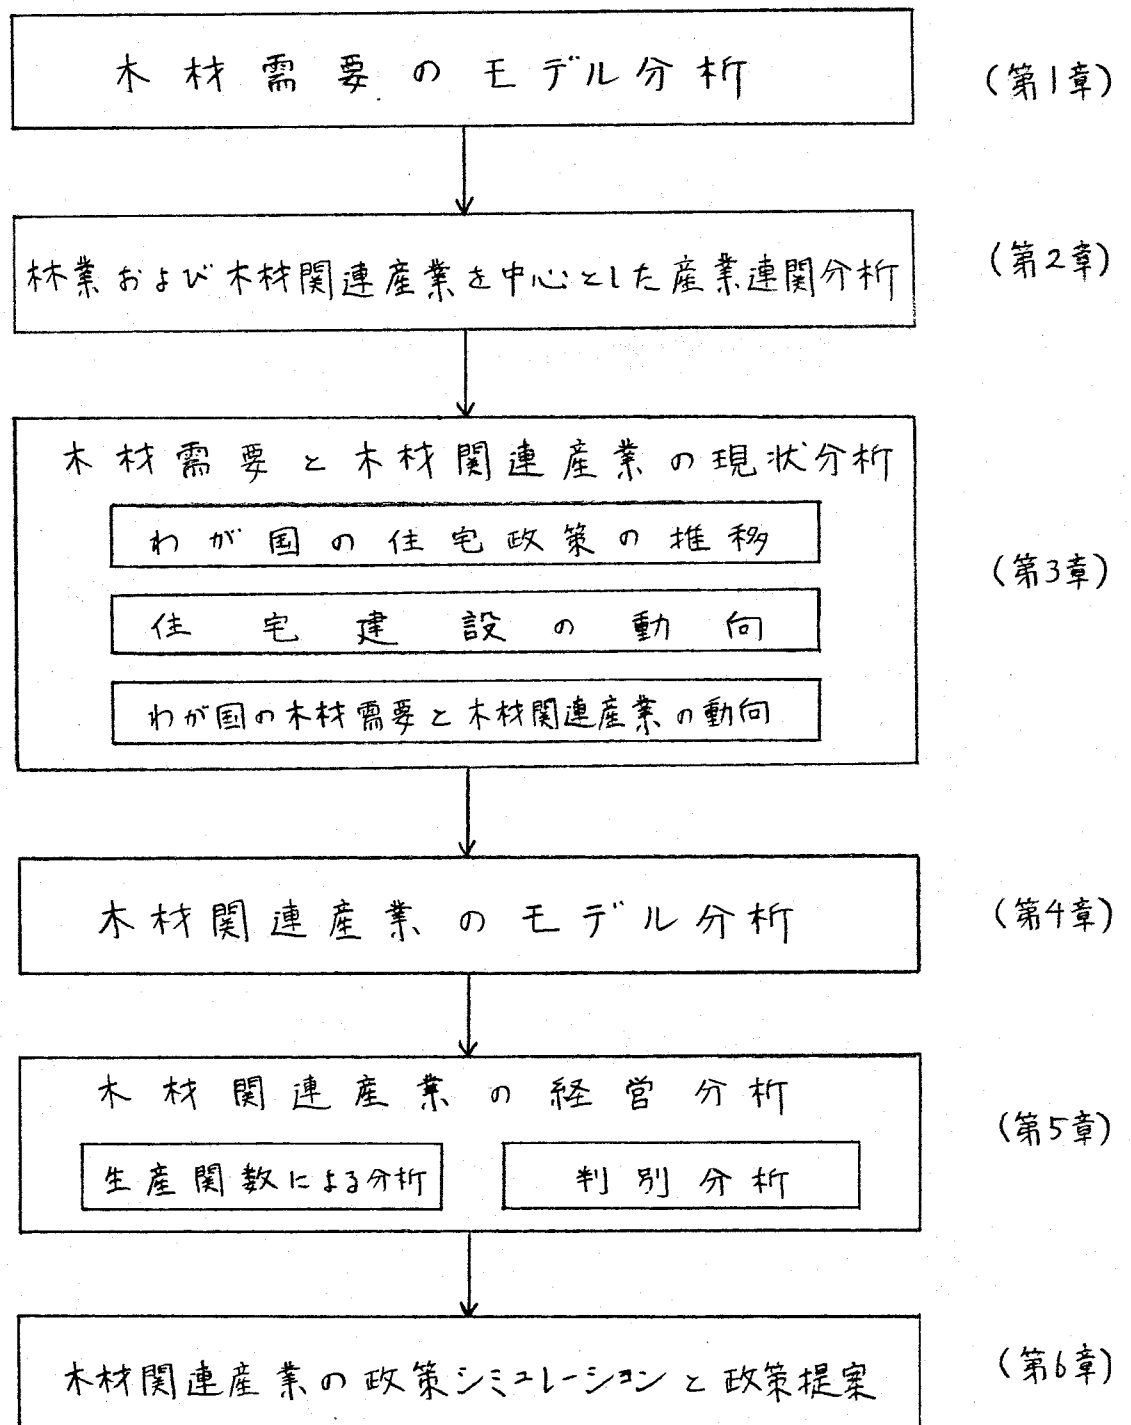 木材需要のモデル分析
(第1章)
林業および木材関連産業を中心とした産業連関分析
(第2章)
木材需要と木材関連産業の現状分析
(第3章)
わが国の住宅政策の推移
住宅建設の動向
わが国の木材需要と木材関連産業の動向
木材関連産業のモデル分析
(第4章)
木材関連産業の経営分析
(第5章)
生産関数による分析
判別分析
木材関連産業の政策シミュレーションと政策提案
(第6章)